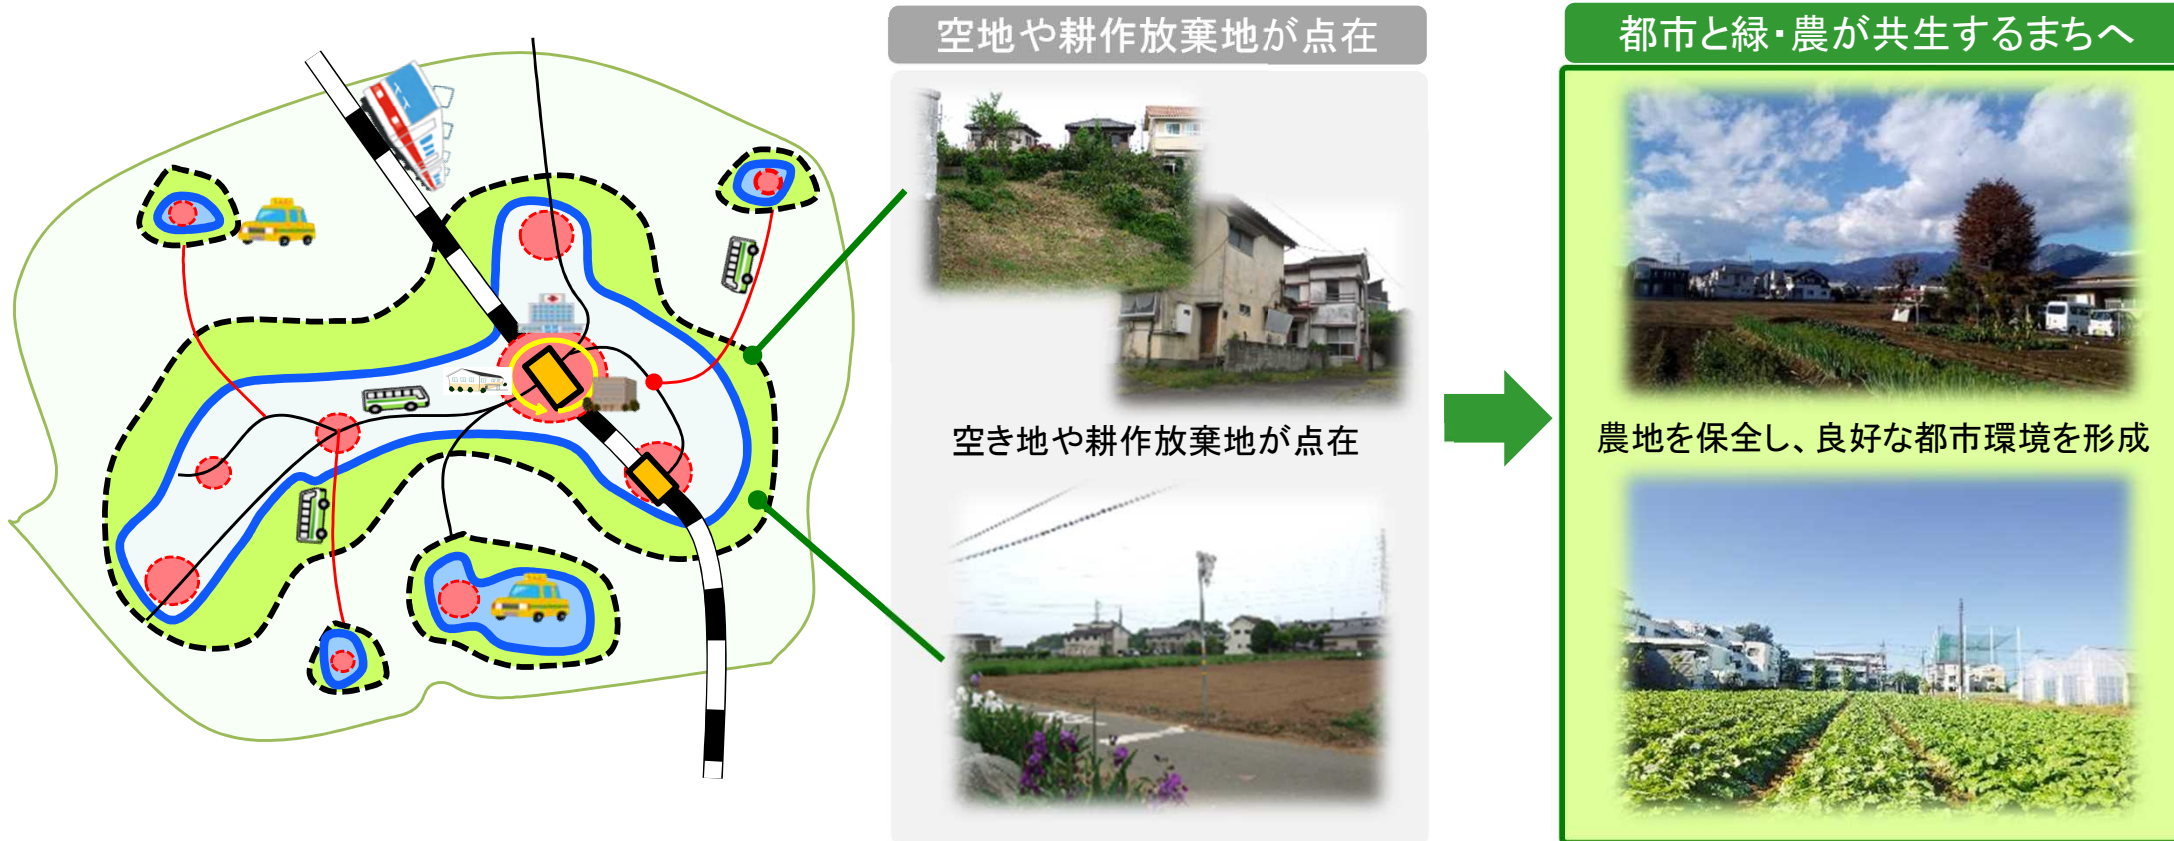 空地や耕作放棄地が点在
都市と緑・農が共生するまちへ
空き地や耕作放棄地が点在
農地を保全し、良好な都市環境を形成
TAXI
TAXI